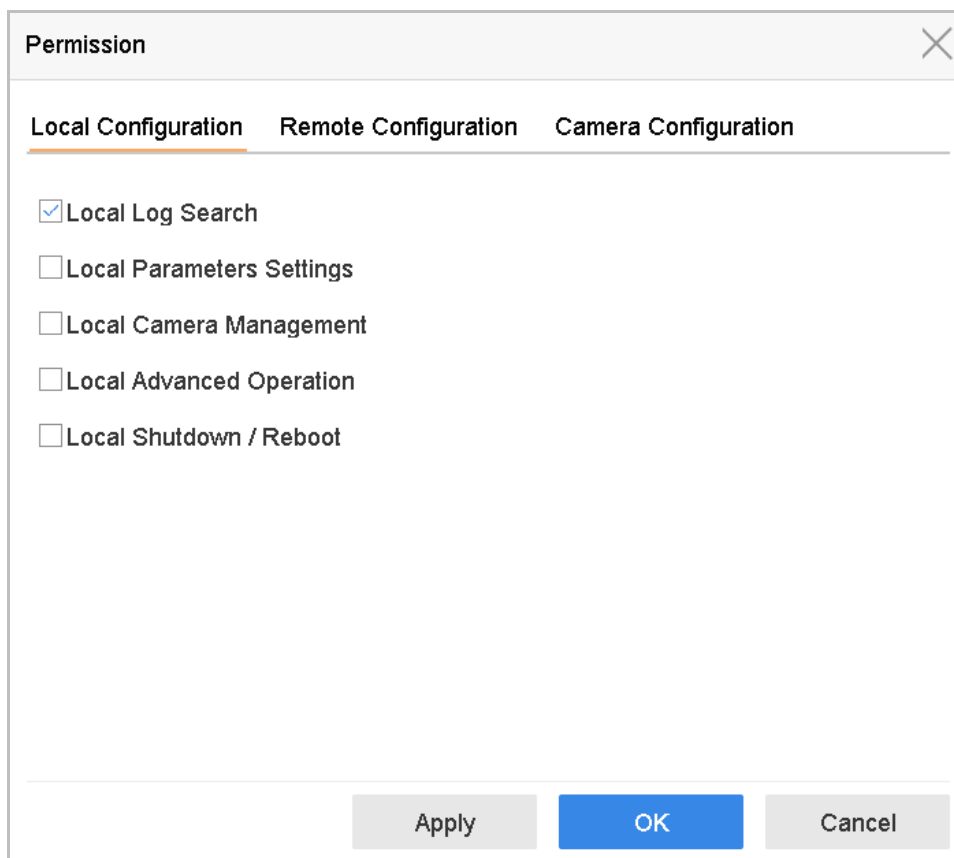 Permission
Local Configuration Remote Configuration Camera Configuration
Local Log Search
Local Parameters Settings
Local Camera Management
Local Advanced Operation
Local Shutdown / Reboot
Apply OK Cancel